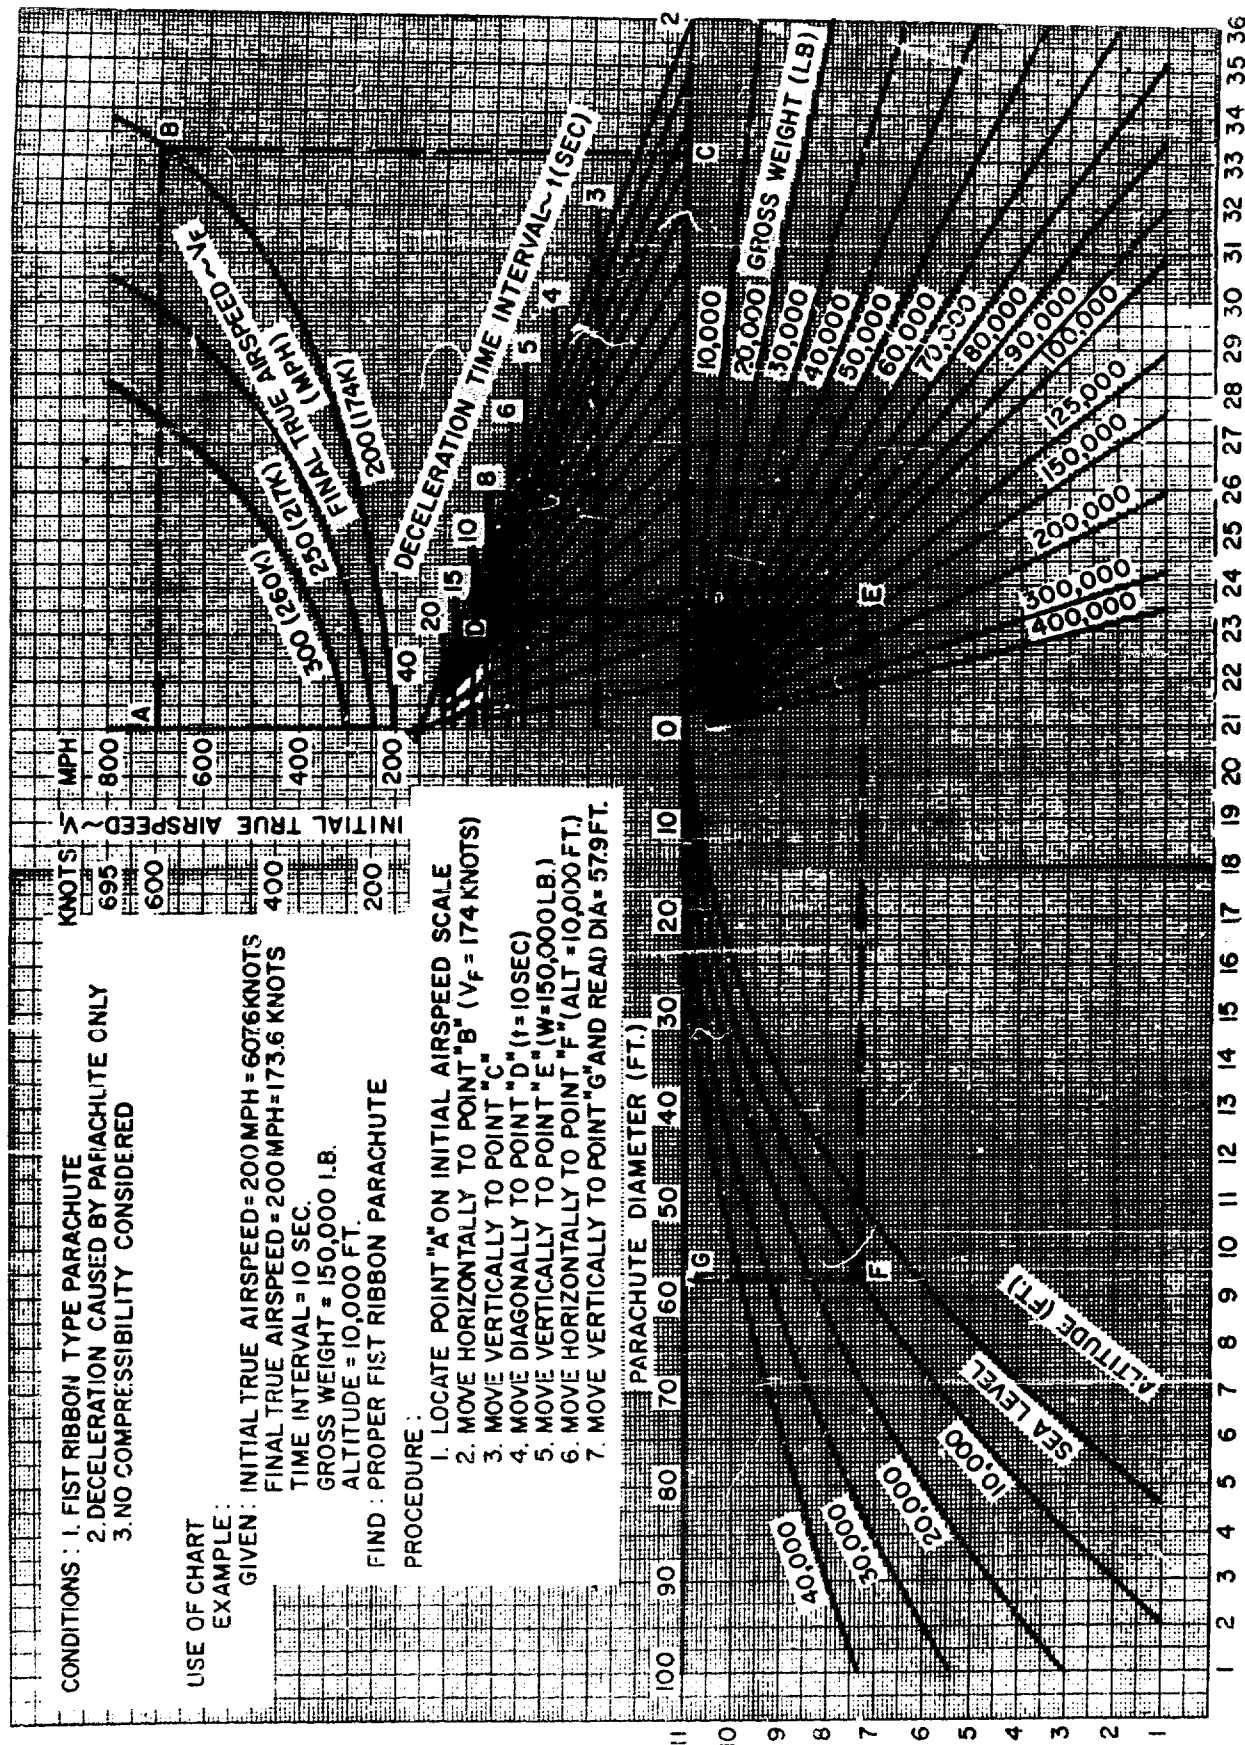 CONDITIONS : 1. FIST RIBBON TYPE PARACHUTE
2. DECELERATION CAUSED BY PARACHLITE ONLY
3. NO COMPRESSIBILITY CONSIDERED
USE OF CHART
EXAMPLE :
GIVEN : INITIAL TRUE AIRSPEED = 200 MPH = 607.6 KNOTS
FINAL TRUE AIRSPEED = 200 MPH = 173.6 KNOTS
TIME INTERVAL = 10 SEC.
GROSS WEIGHT = 150,000 LB.
ALTITUDE = 10,000 FT.
FIND : PROPER FIST RIBBON PARACHUTE
PROCEDURE :
1. LOCATE POINT "A" ON INITIAL AIRSPEED SCALE
2. MOVE HORIZONTALLY TO POINT "B" (VF = 174 KNOTS)
3. MOVE VERTICALLY TO POINT "C"
4. MOVE DIAGONALLY TO POINT "D" (t = 10SEC)
5. MOVE VERTICALLY TO POINT "E" (W=150,000LB.)
6. MOVE HORIZONTALLY TO POINT "F" (ALT =10,000 FT.)
7. MOVE VERTICALLY TO POINT "G" AND READ DIA = 57.9 FT.
KNOTS
695
600
400
200
INITIAL TRUE AIRSPEED ~ V
MPH
800
600
400
200
A
B
300 (260K)
250 (217K)
200 (174K)
FINAL TRUE AIRSPEED ~ VF
(MPH)
DECELERATION TIME INTERVAL ~ t (SEC)
40
20
15
10
8
6
5
4
3
2
D
C
PARACHUTE DIAMETER (FT.)
100 90 80 70 60 50 40 30 20 10 0
G
F
E
GROSS WEIGHT (LB)
10,000
20,000
30,000
40,000
50,000
60,000
70,000
80,000
90,000
100,000
125,000
150,000
200,000
300,000
400,000
40,000
30,000
20,000
10,000
SEA LEVEL
ALTITUDE (FT.)
11
10
9
8
7
6
5
4
3
2
1
1 2 3 4 5 6 7 8 9 10 11 12 13 14 15 16 17 18 19 20 21 22 23 24 25 26 27 28 29 30 31 32 33 34 35 36